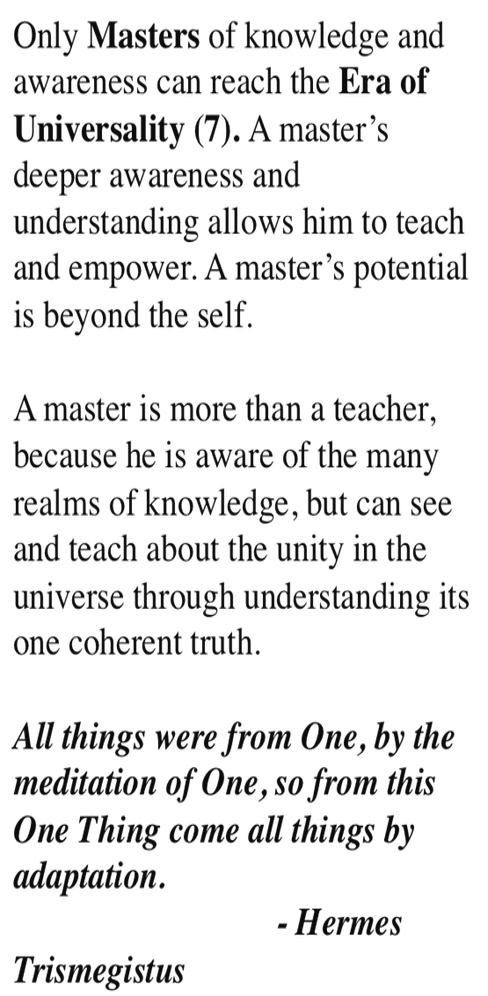 Only Masters of knowledge and
awareness can reach the Era of
Universality (7). A master's
deeper awareness and
understanding allows him to teach
and empower. A master's potential
is beyond the self.
A master is more than a teacher,
because he is aware of the many
realms of knowledge, but can see
and teach about the unity in the
universe through understanding its
one coherent truth.
All things were from One, by the
meditation of One, so from this
One Thing come all things by
adaptation.
- Hermes
Trismegistus